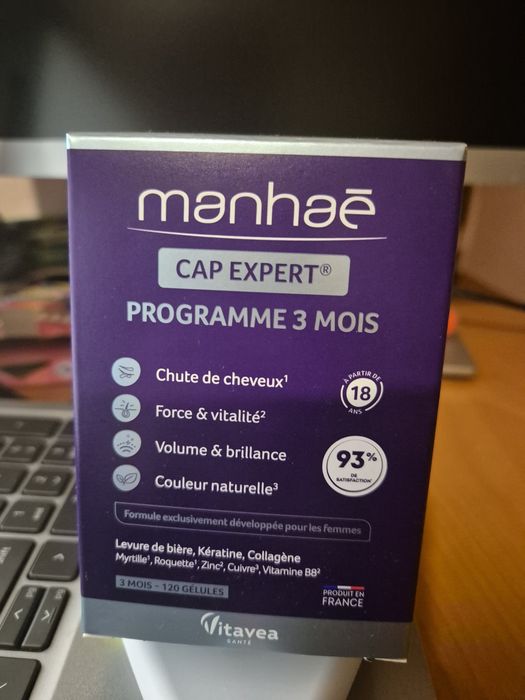 manhaē
CAP EXPERT®
PROGRAMME 3 MOIS
Chute de cheveux¹
Force & vitalité²
Volume & brillance
Couleur naturelle³
À PARTIR DE
18
ANS
93%
DE
SATISFACTION*
Formule exclusivement développée pour les femmes
Levure de bière, Kératine, Collagène
Myrtille¹, Roquette¹, Zinc², Cuivre³, Vitamine B8²
3 MOIS - 120 GÉLULES
PRODUIT EN
FRANCE
Vitavea
SANTÉ